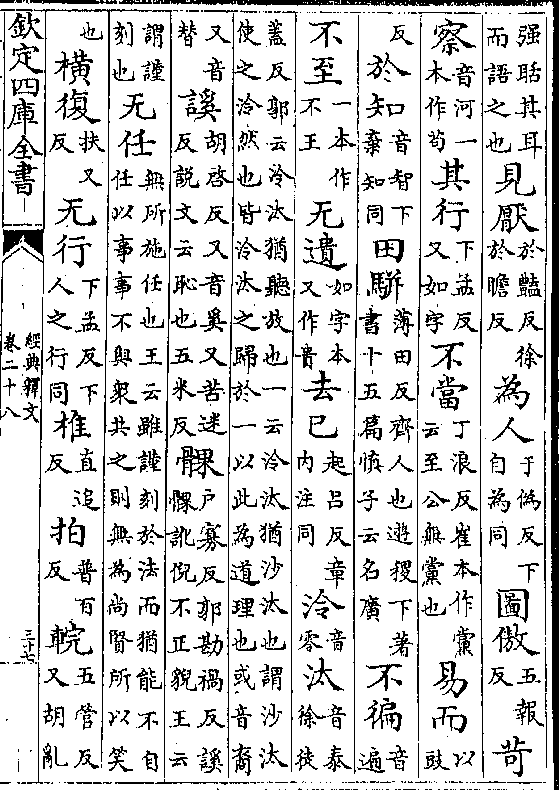 强聒其耳而語之也見厭於豔反徐於瞻反為人于偽反下自為同圖傲五報反苛
察音河一本作苟其行下孟反又如字不當丁浪反崔本作黨云至公無黨也易而以豉
反於知音智下棄知同田駢薄田反齊人也遊稷下著書十五篇慎子云名廣不徧音遍
不至一本作不王无遺如字本又作貴去已起呂反章内注同泠音零汰音泰徐徒
蓋反郭云泠汰猶聽放也一云泠汰猶沙汰也謂沙汰使之泠然也皆泠汰之歸於一以此為道理也或音裔
又音替謑胡啓反又音奚又苦迷反説文云恥也五米反髁户寡反郭勘禍反謑髁訛倪不正貌王云
謂謹刻也无任無所施任也王云雖謹刻於法而猶能不自任以事事不與衆共之則無為尚賢所以笑
也橫復扶又反无行下孟反下人之行同椎直追反拍普百反輐五管反又胡亂
欽定四庫全書
經典釋文
卷二十八
三十七